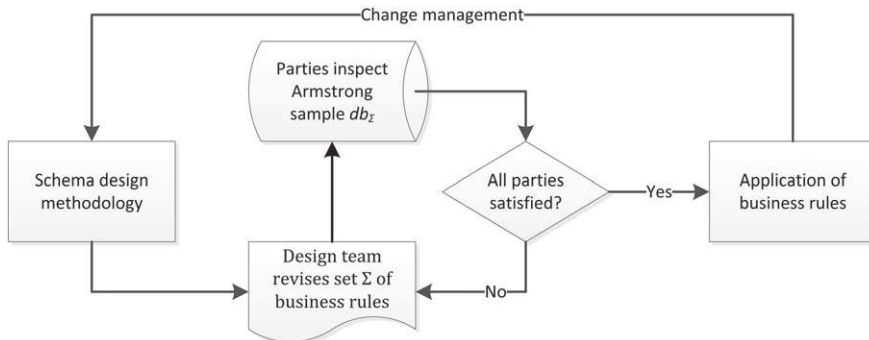 Change management
Parties inspect
Armstrong
sample db_Σ
Schema design
methodology
All parties
satisfied?
Yes
Application of
business rules
Design team
revises set Σ of
business rules
No